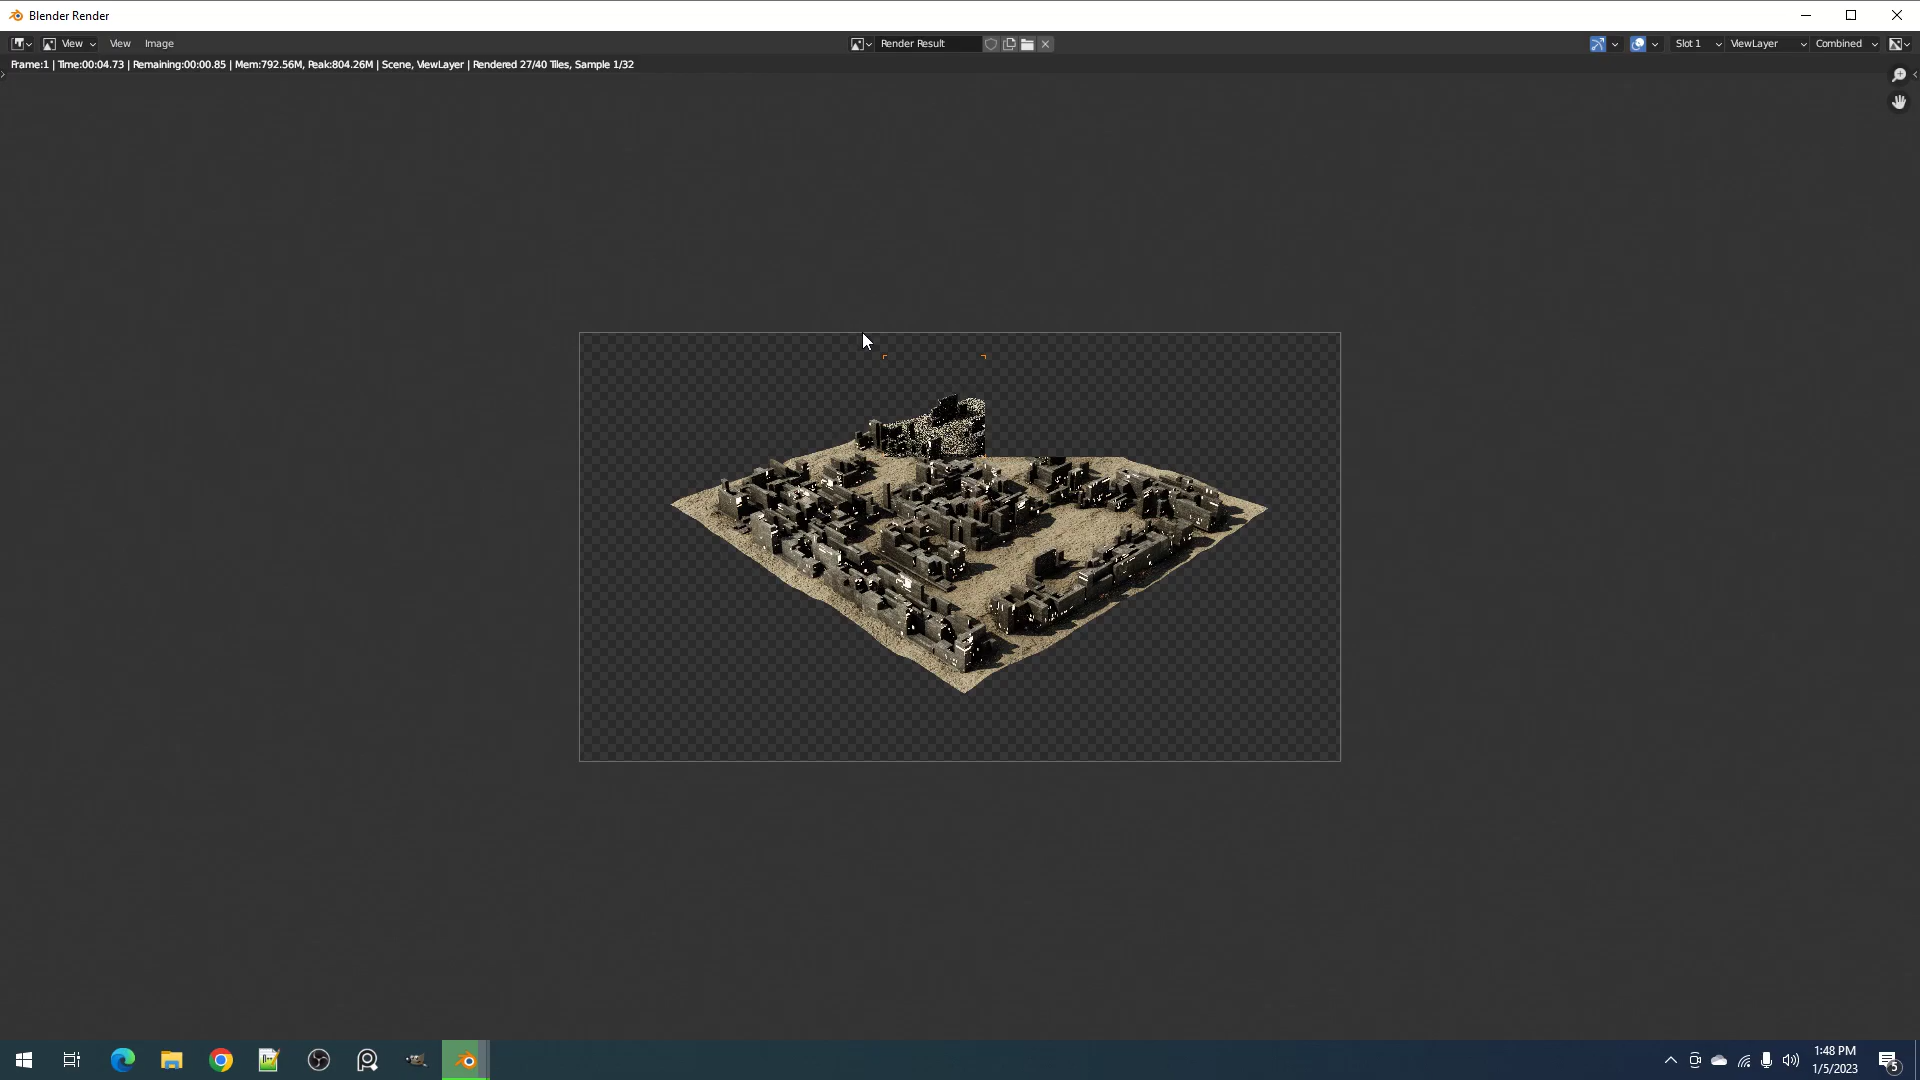 Blender Render
View View Image Render Result Slot 1 ViewLayer Combined
Frame:1 | Time:00:04.73 | Remaining:00:00.85 | Mem:792.56M, Peak:804.26M | Scene, ViewLayer | Rendered 27/40 Tiles, Sample 1/32
1:48 PM
1/5/2023
5